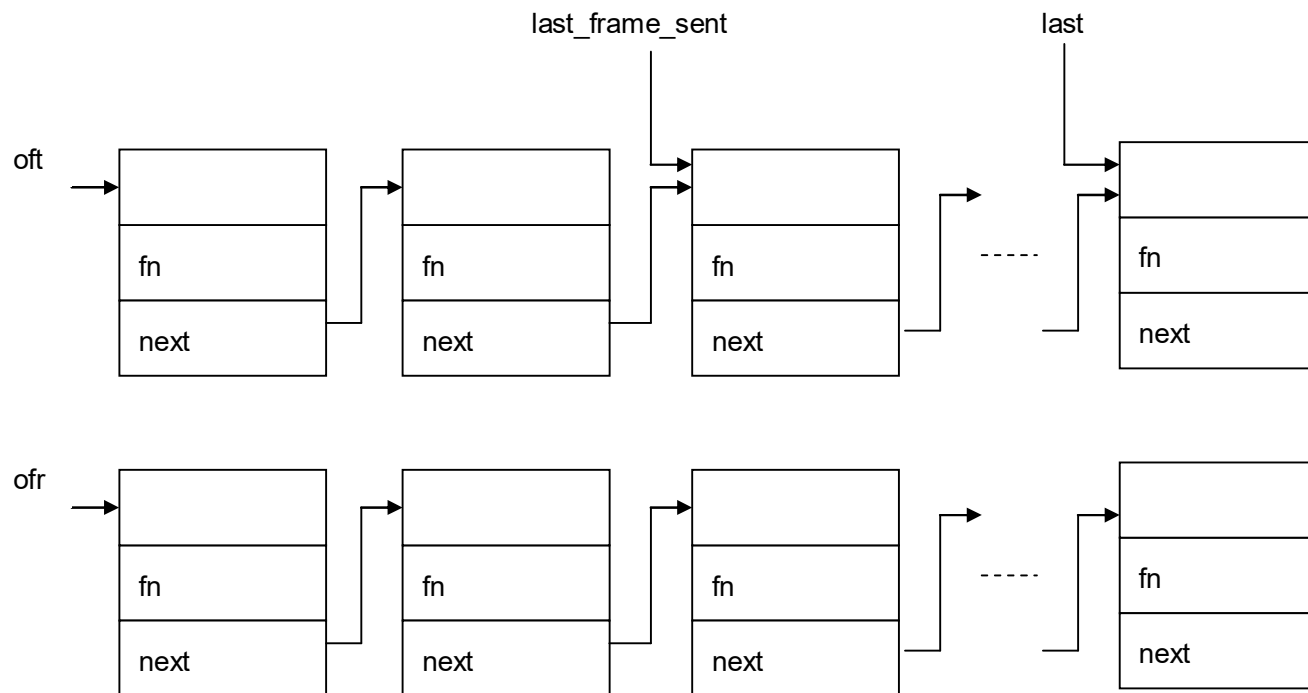 last_frame_sent last
oft
fn fn fn fn
next next next next
ofr
fn fn fn fn
next next next next